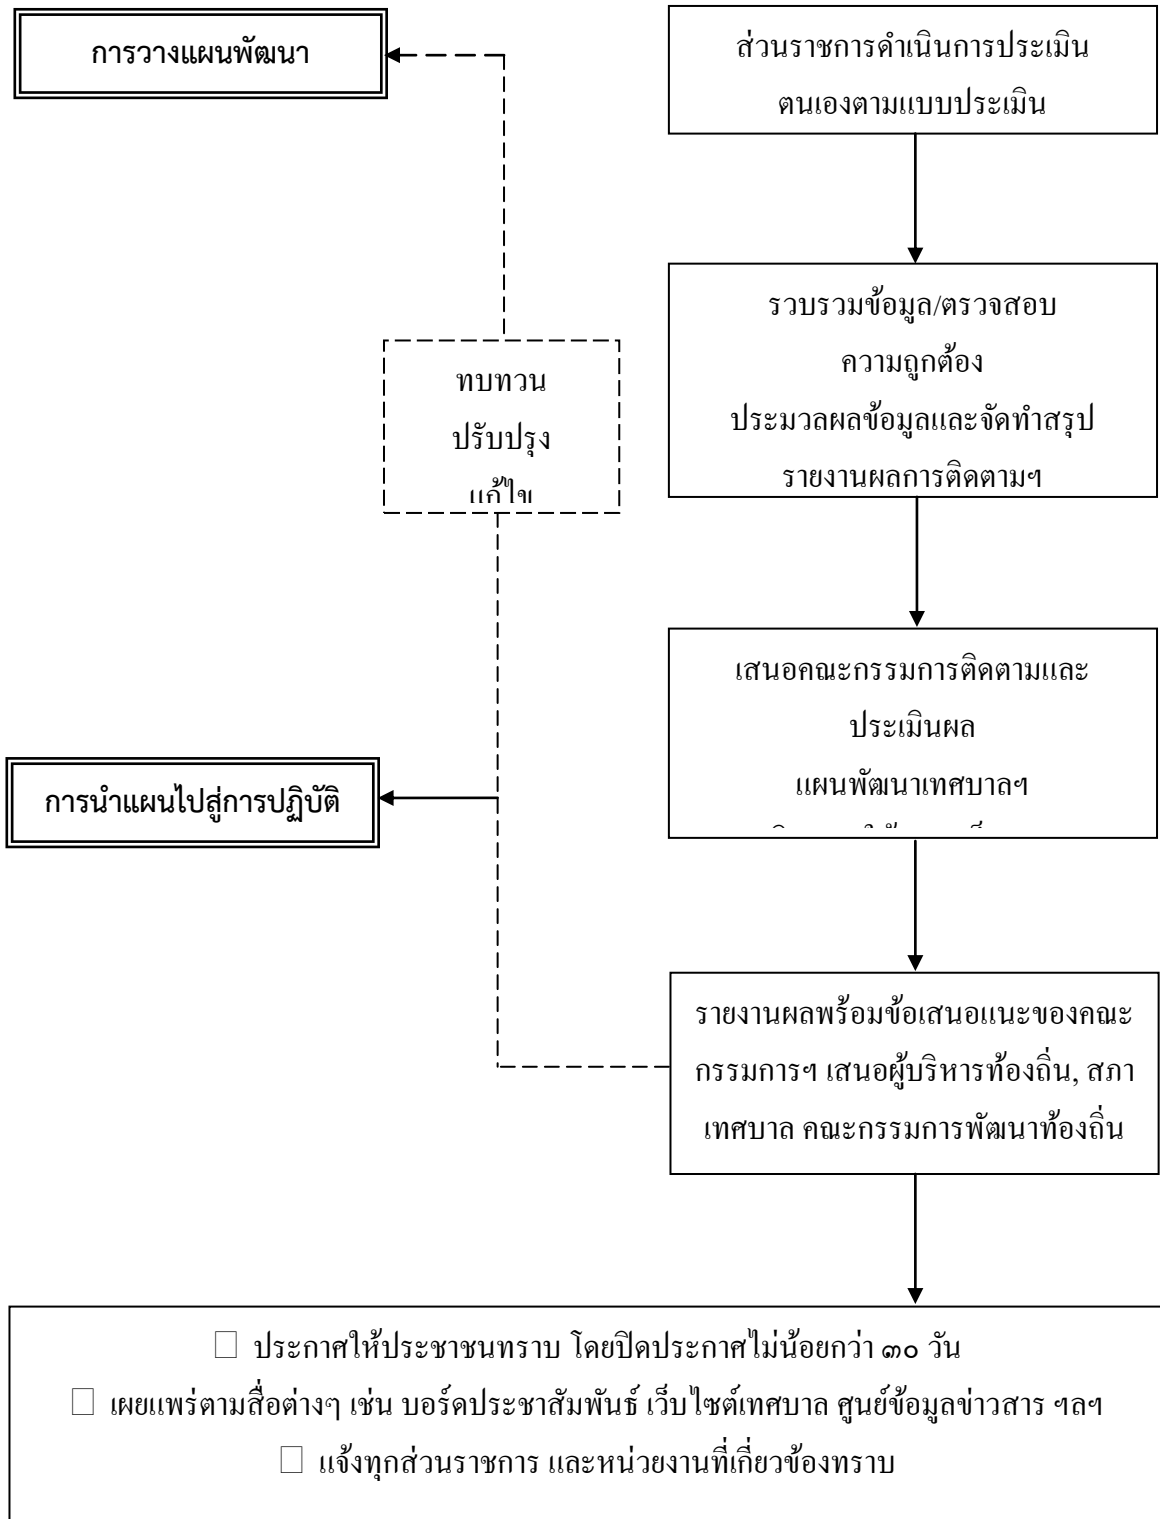 การวางแผนพัฒนา
ส่วนราชการดำเนินการประเมิน
ตนเองตามแบบประเมิน
รวบรวมข้อมูล/ตรวจสอบ
ความถูกต้อง
ประมวลผลข้อมูลและจัดทำสรุป
รายงานผลการติดตามฯ
ทบทวน
ปรับปรุง
แก้ไข
เสนอคณะกรรมการติดตามและ
ประเมินผล
แผนพัฒนาเทศบาลฯ
การนำแผนไปสู่การปฏิบัติ
รายงานผลพร้อมข้อเสนอแนะของคณะ
กรรมการฯ เสนอผู้บริหารท้องถิ่น, สภา
เทศบาล คณะกรรมการพัฒนาท้องถิ่น
□ ประกาศให้ประชาชนทราบ โดยปิดประกาศไม่น้อยกว่า ๓๐ วัน
□ เผยแพร่ตามสื่อต่างๆ เช่น บอร์ดประชาสัมพันธ์ เว็บไซต์เทศบาล ศูนย์ข้อมูลข่าวสาร ฯลฯ
□ แจ้งทุกส่วนราชการ และหน่วยงานที่เกี่ยวข้องทราบ